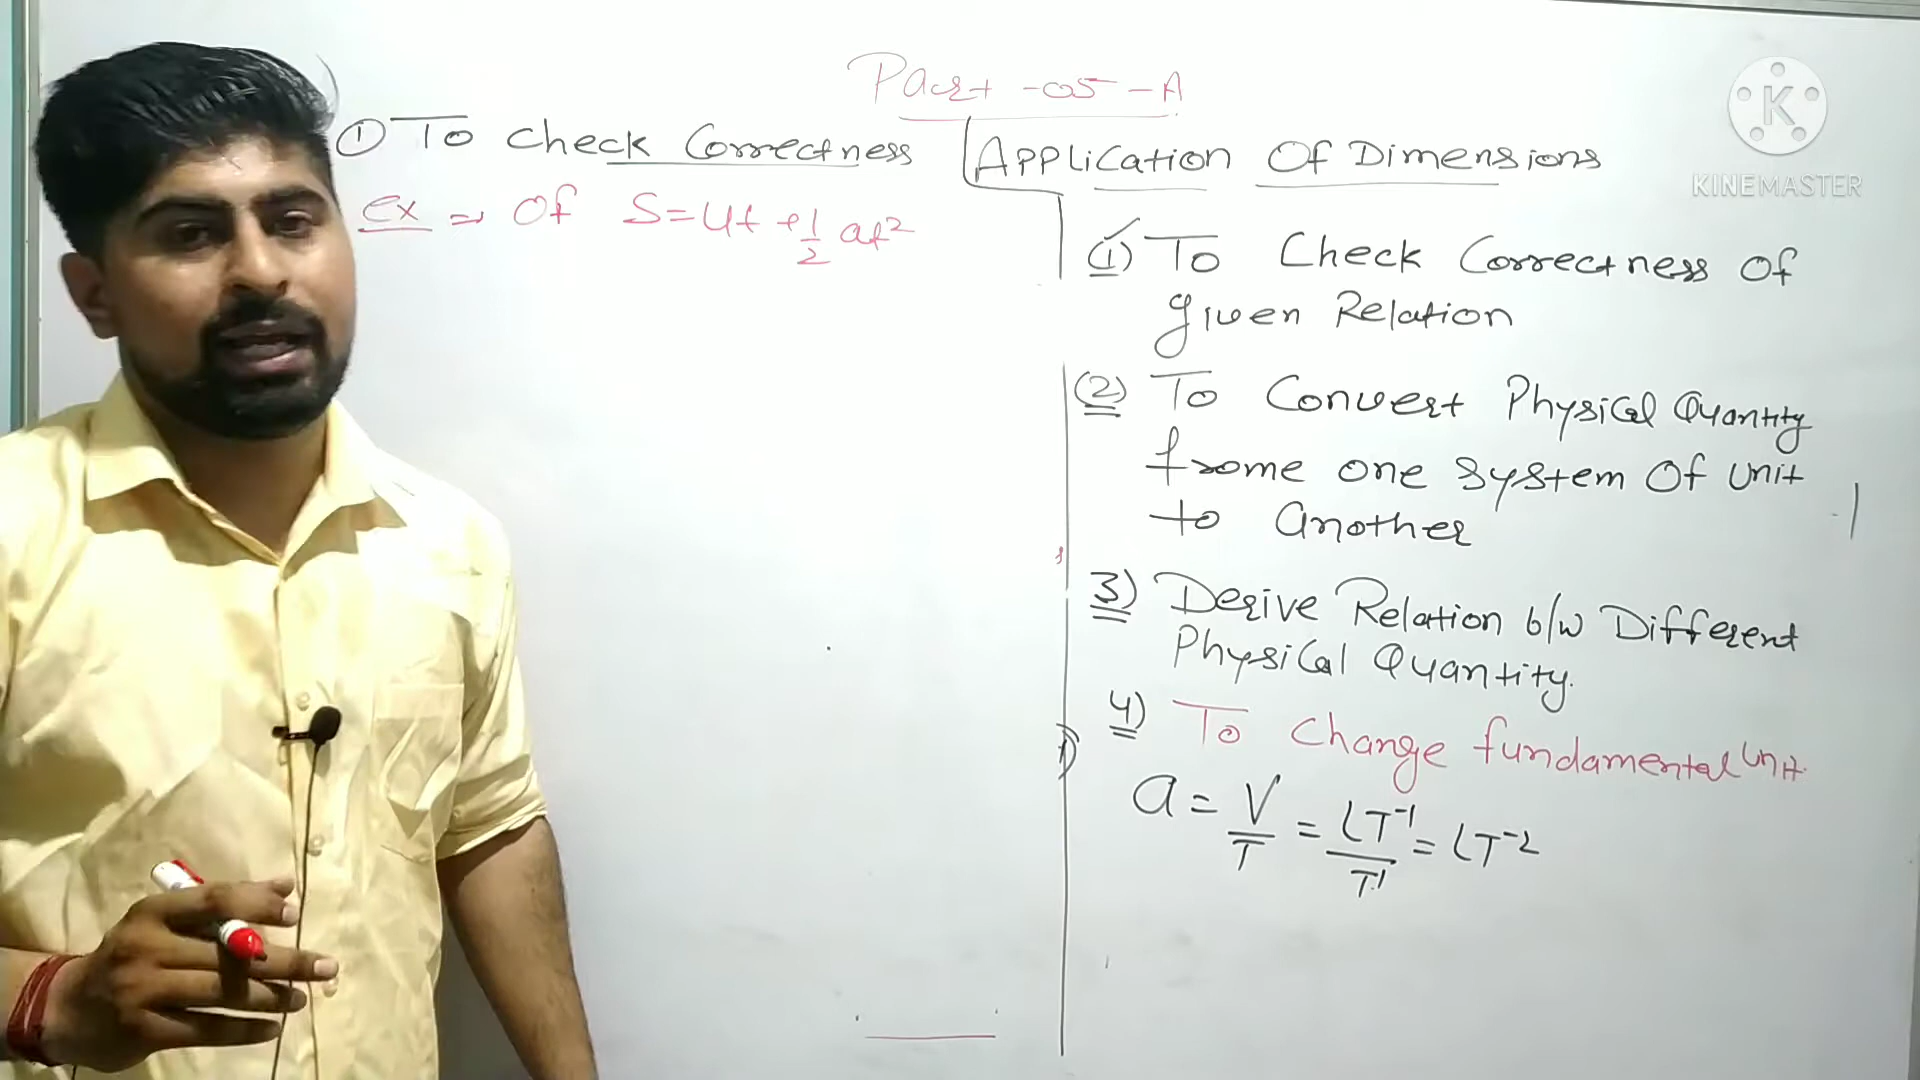 Part -05-A
① To Check Correctness
ex → Of S=ut+1/2 at²
Application Of Dimensions
(1) To Check Correctness Of
given Relation
(2) To Convert Physical Quantity
frome one system Of Unit
to another
3) Derive Relation b/w Different
Physical Quantity.
4) To Change fundamental Unit
a = V/T = LT⁻¹/T¹ = LT⁻²
K
KINEMASTER